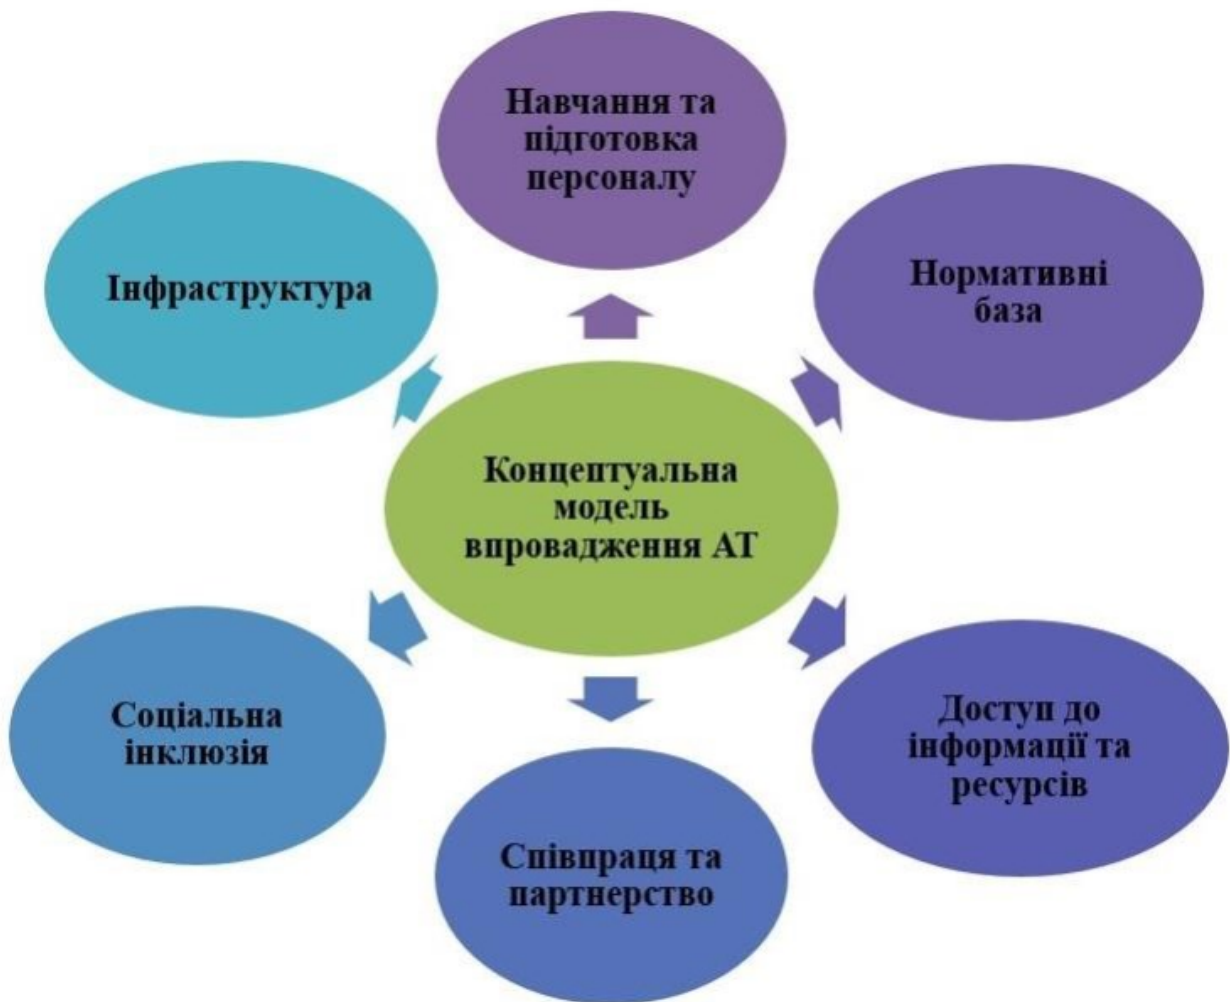 Навчання та
підготовка
персоналу
Інфраструктура
Нормативні
база
Концептуальна
модель
впровадження АТ
Соціальна
інклюзія
Доступ до
інформації та
ресурсів
Співпраця та
партнерство